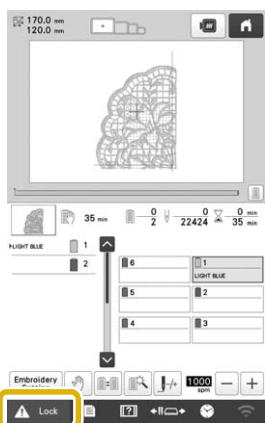 170.0 mm
120.0 mm
35 min
0
2
0
22424
0 min
35 min
LIGHT BLUE 1
2
6
1
LIGHT BLUE
5
2
4
3
Embroidery
1000
spm
- +
Lock